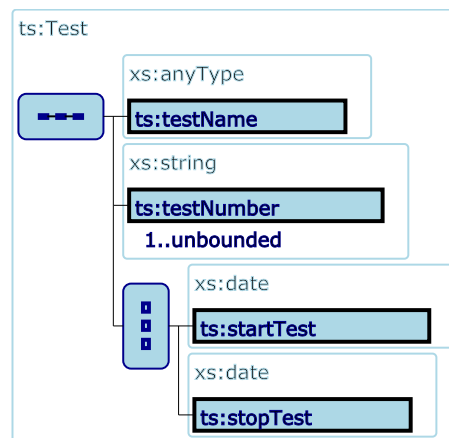 ts:Test
xs:anyType
ts:testName
xs:string
ts:testNumber
1..unbounded
xs:date
ts:startTest
xs:date
ts:stopTest